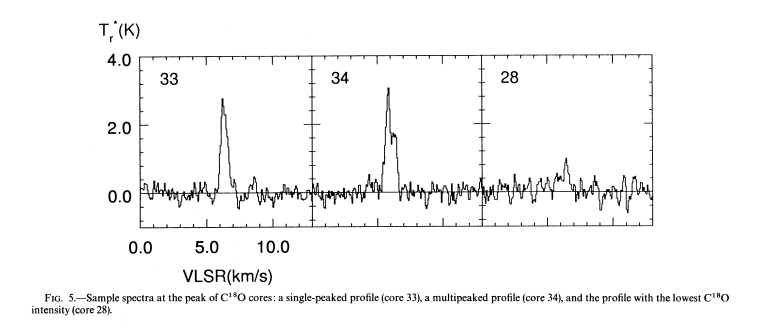 T_r*(K)
4.0
33
34
28
2.0
0.0
0.0 5.0 10.0
VLSR(km/s)
FIG. 5.—Sample spectra at the peak of C¹⁸O cores: a single-peaked profile (core 33), a multipeaked profile (core 34), and the profile with the lowest C¹⁸O
intensity (core 28).